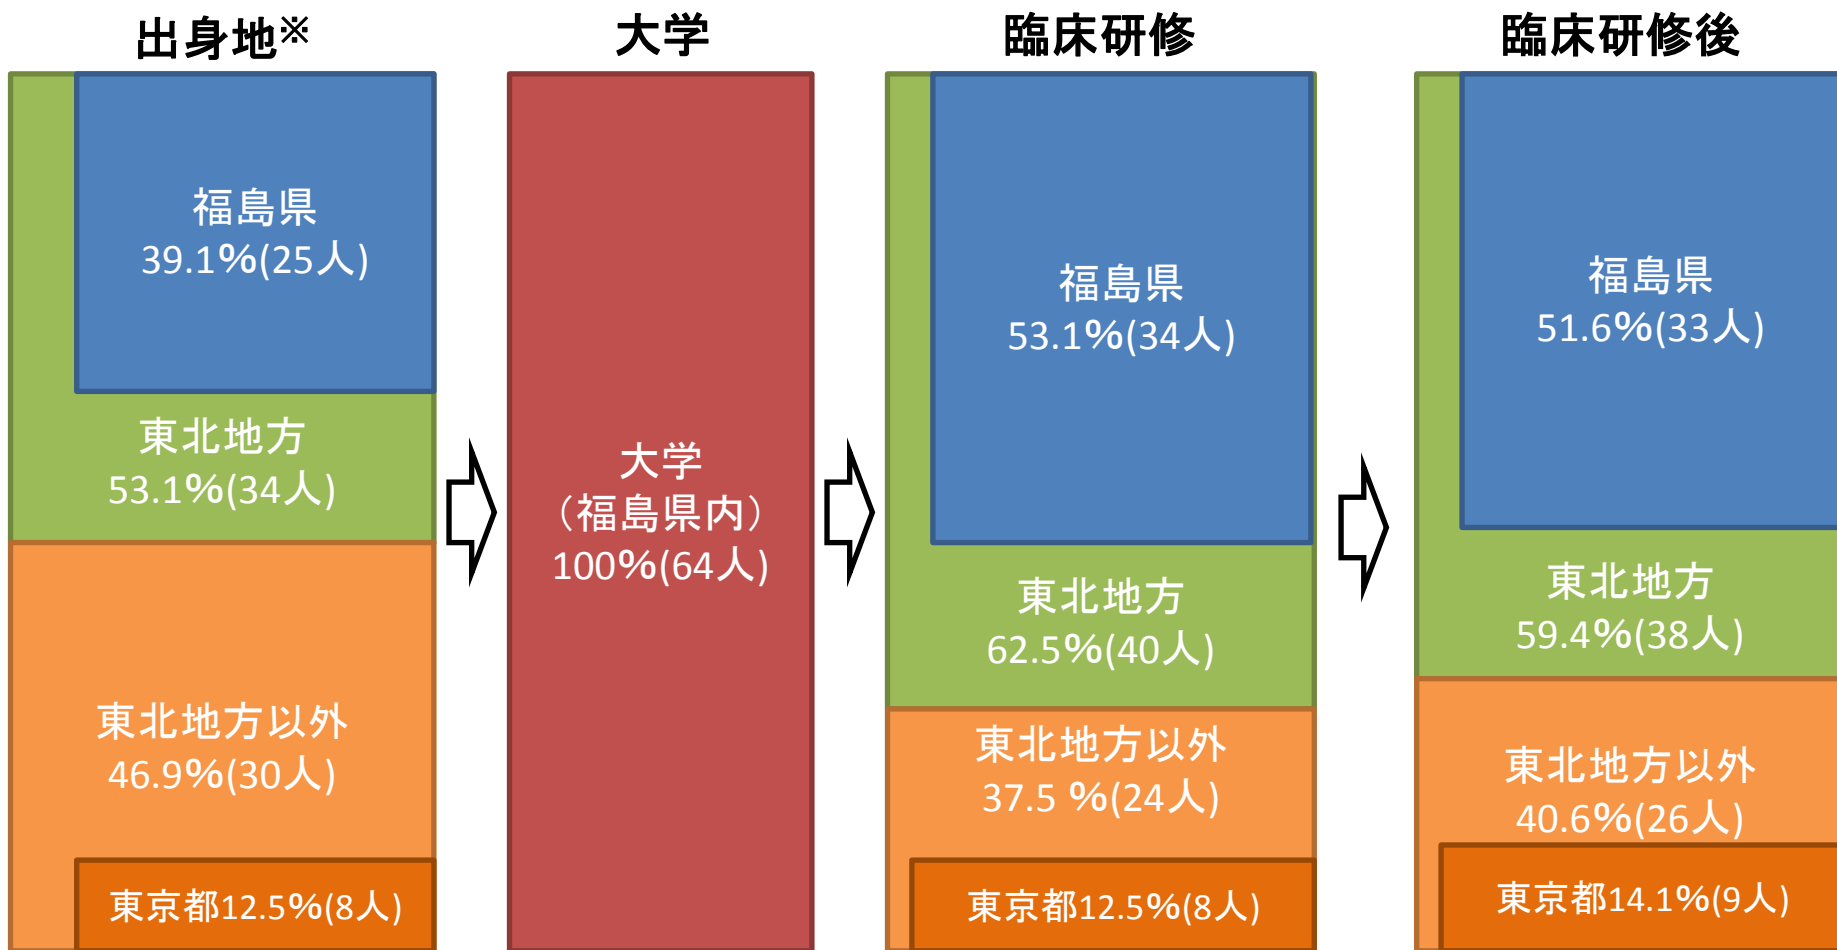 出身地※
大学
臨床研修
臨床研修後
福島県
39.1%(25人)
東北地方
53.1%(34人)
東北地方以外
46.9%(30人)
東京都12.5%(8人)
大学
（福島県内）
100%(64人)
福島県
53.1%(34人)
東北地方
62.5%(40人)
東北地方以外
37.5 %(24人)
東京都12.5%(8人)
福島県
51.6%(33人)
東北地方
59.4%(38人)
東北地方以外
40.6%(26人)
東京都14.1%(9人)